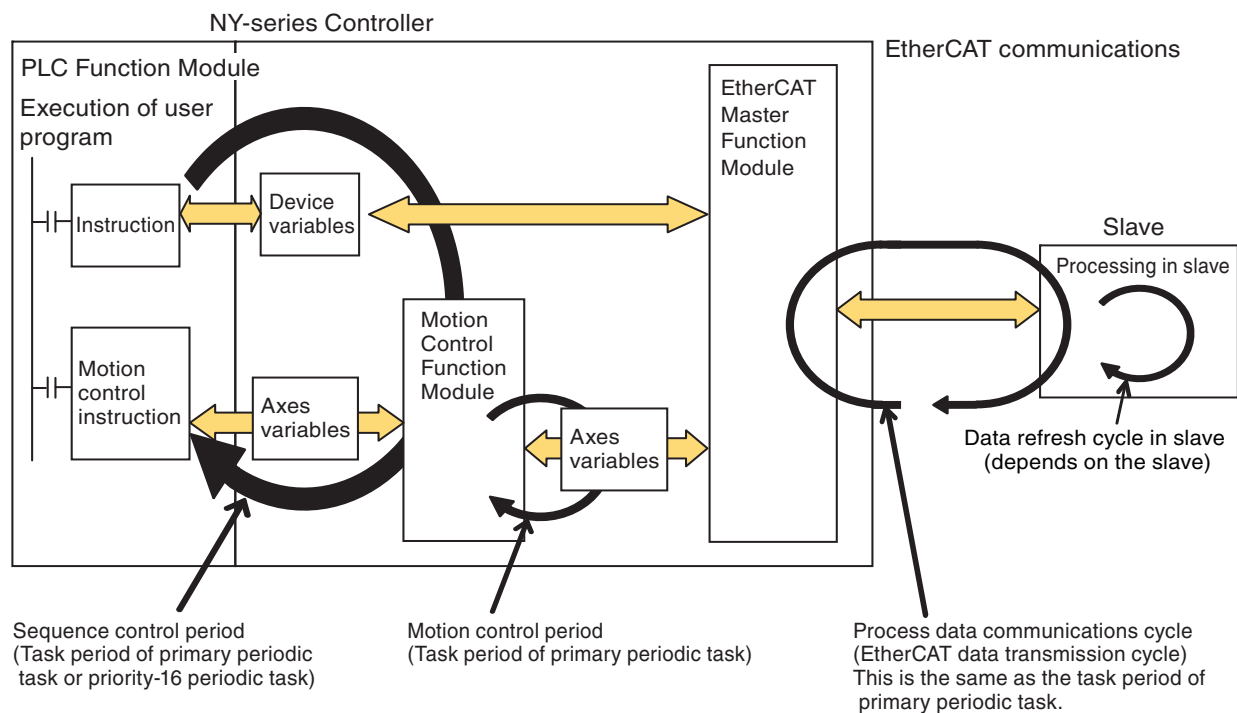 NY-series Controller
EtherCAT communications
PLC Function Module
Execution of user
program
Instruction
Device
variables
EtherCAT
Master
Function
Module
Slave
Processing in slave
Motion
control
instruction
Axes
variables
Motion
Control
Function
Module
Axes
variables
Data refresh cycle in slave
(depends on the slave)
Sequence control period
(Task period of primary periodic
task or priority-16 periodic task)
Motion control period
(Task period of primary periodic task)
Process data communications cycle
(EtherCAT data transmission cycle)
This is the same as the task period of
primary periodic task.